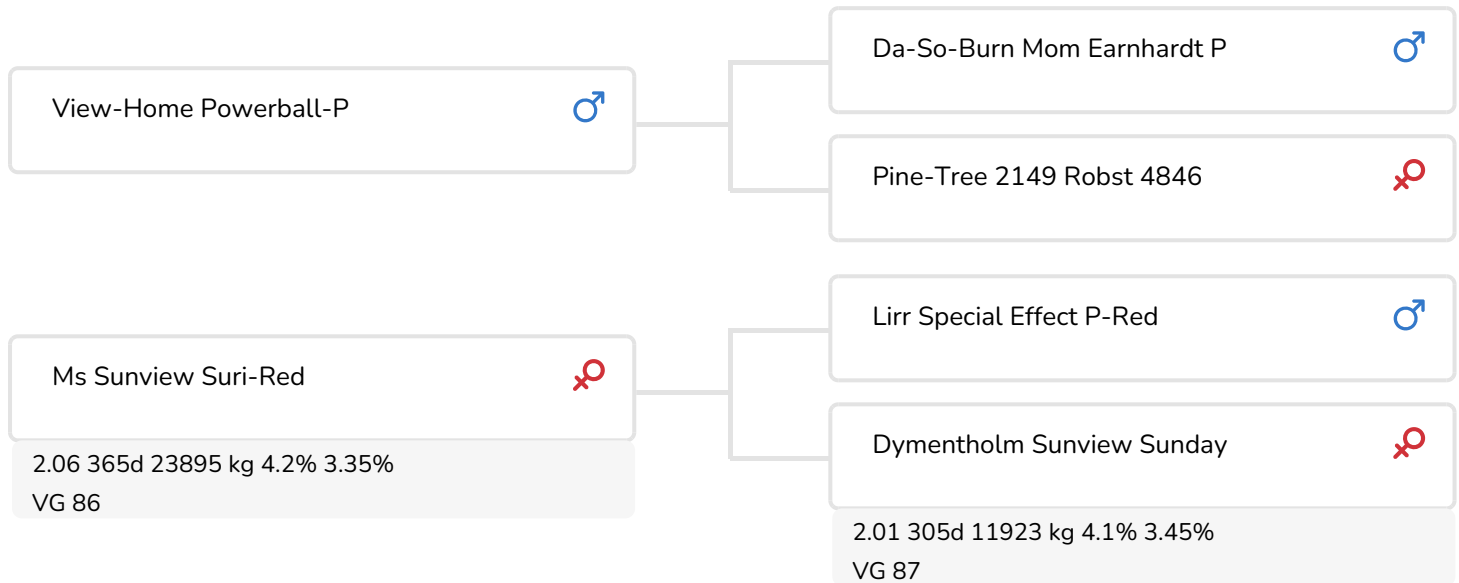 View-Home Powerball-P
Da-So-Burn Mom Earnhardt P
Pine-Tree 2149 Robst 4846
Ms Sunview Suri-Red
2.06 365d 23895 kg 4.2% 3.35%
VG 86
Lirr Special Effect P-Red
Dymentholm Sunview Sunday
2.01 305d 11923 kg 4.1% 3.45%
VG 87